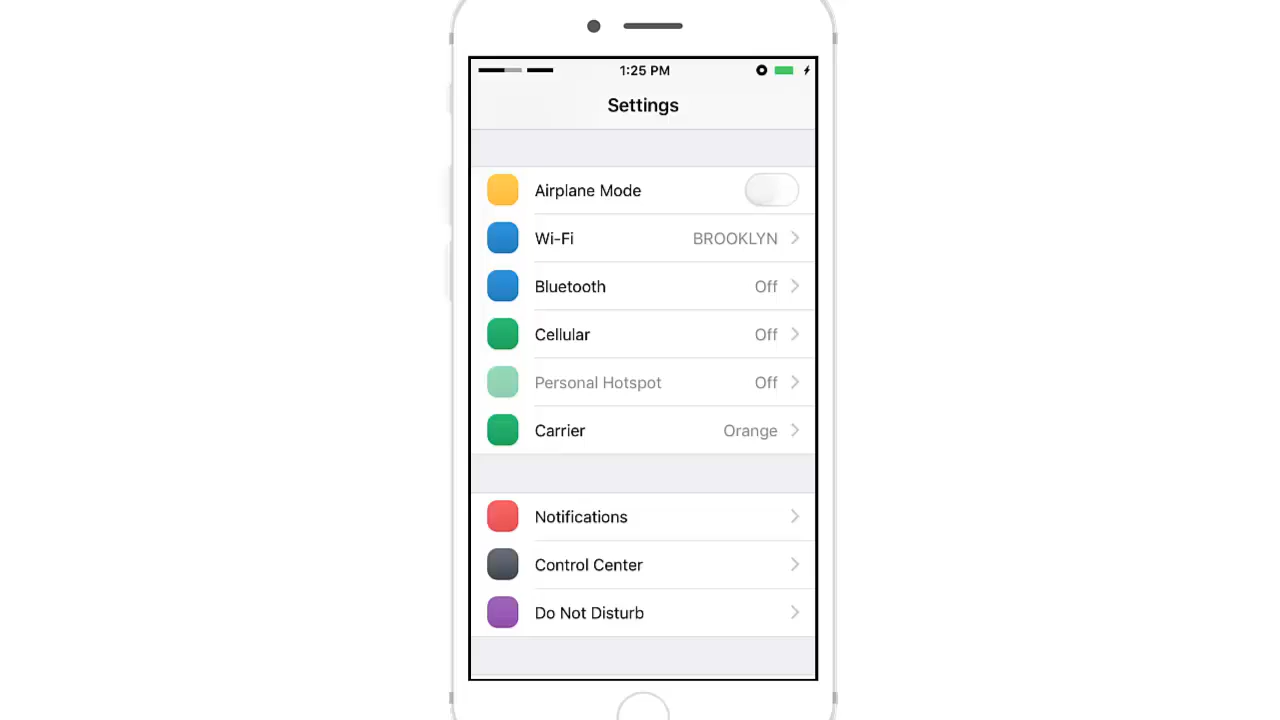 1:25 PM
Settings
Airplane Mode
Wi-Fi BROOKLYN
Bluetooth Off
Cellular Off
Personal Hotspot Off
Carrier Orange
Notifications
Control Center
Do Not Disturb